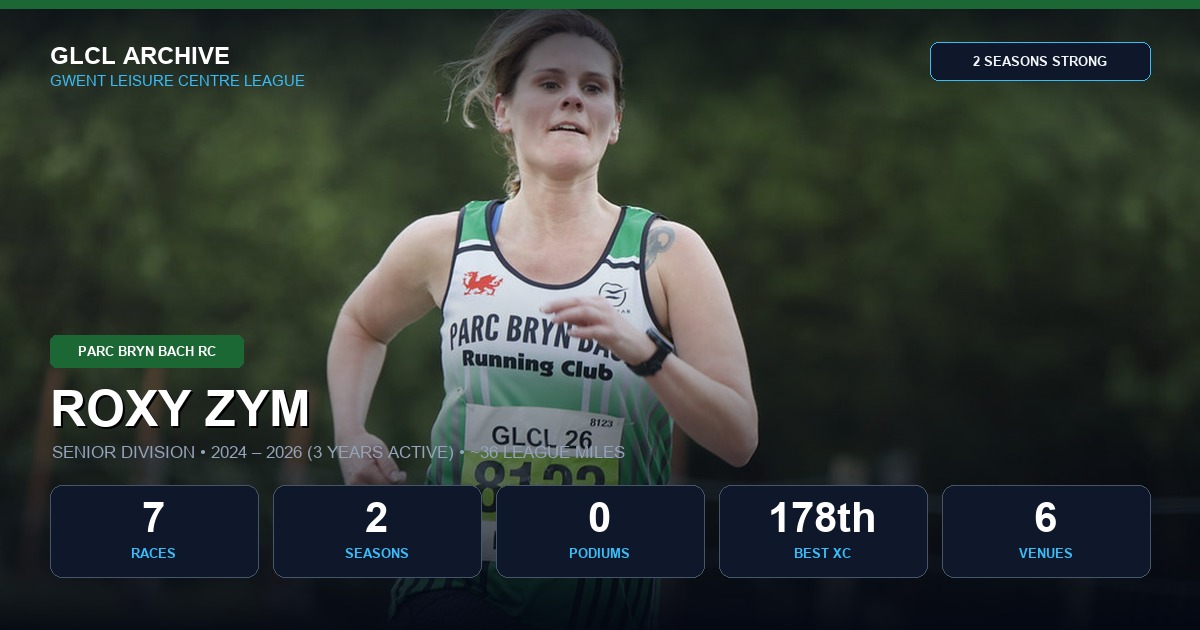 GLCL ARCHIVE
GWENT LEISURE CENTRE LEAGUE
2 SEASONS STRONG
PARC BRYN
Running Club
8123
GLCL 26
PARC BRYN BACH RC
ROXY ZYM
SENIOR DIVISION • 2024 – 2026 (3 YEARS ACTIVE) • ~36 LEAGUE MILES
7
RACES
2
SEASONS
0
PODIUMS
178th
BEST XC
6
VENUES